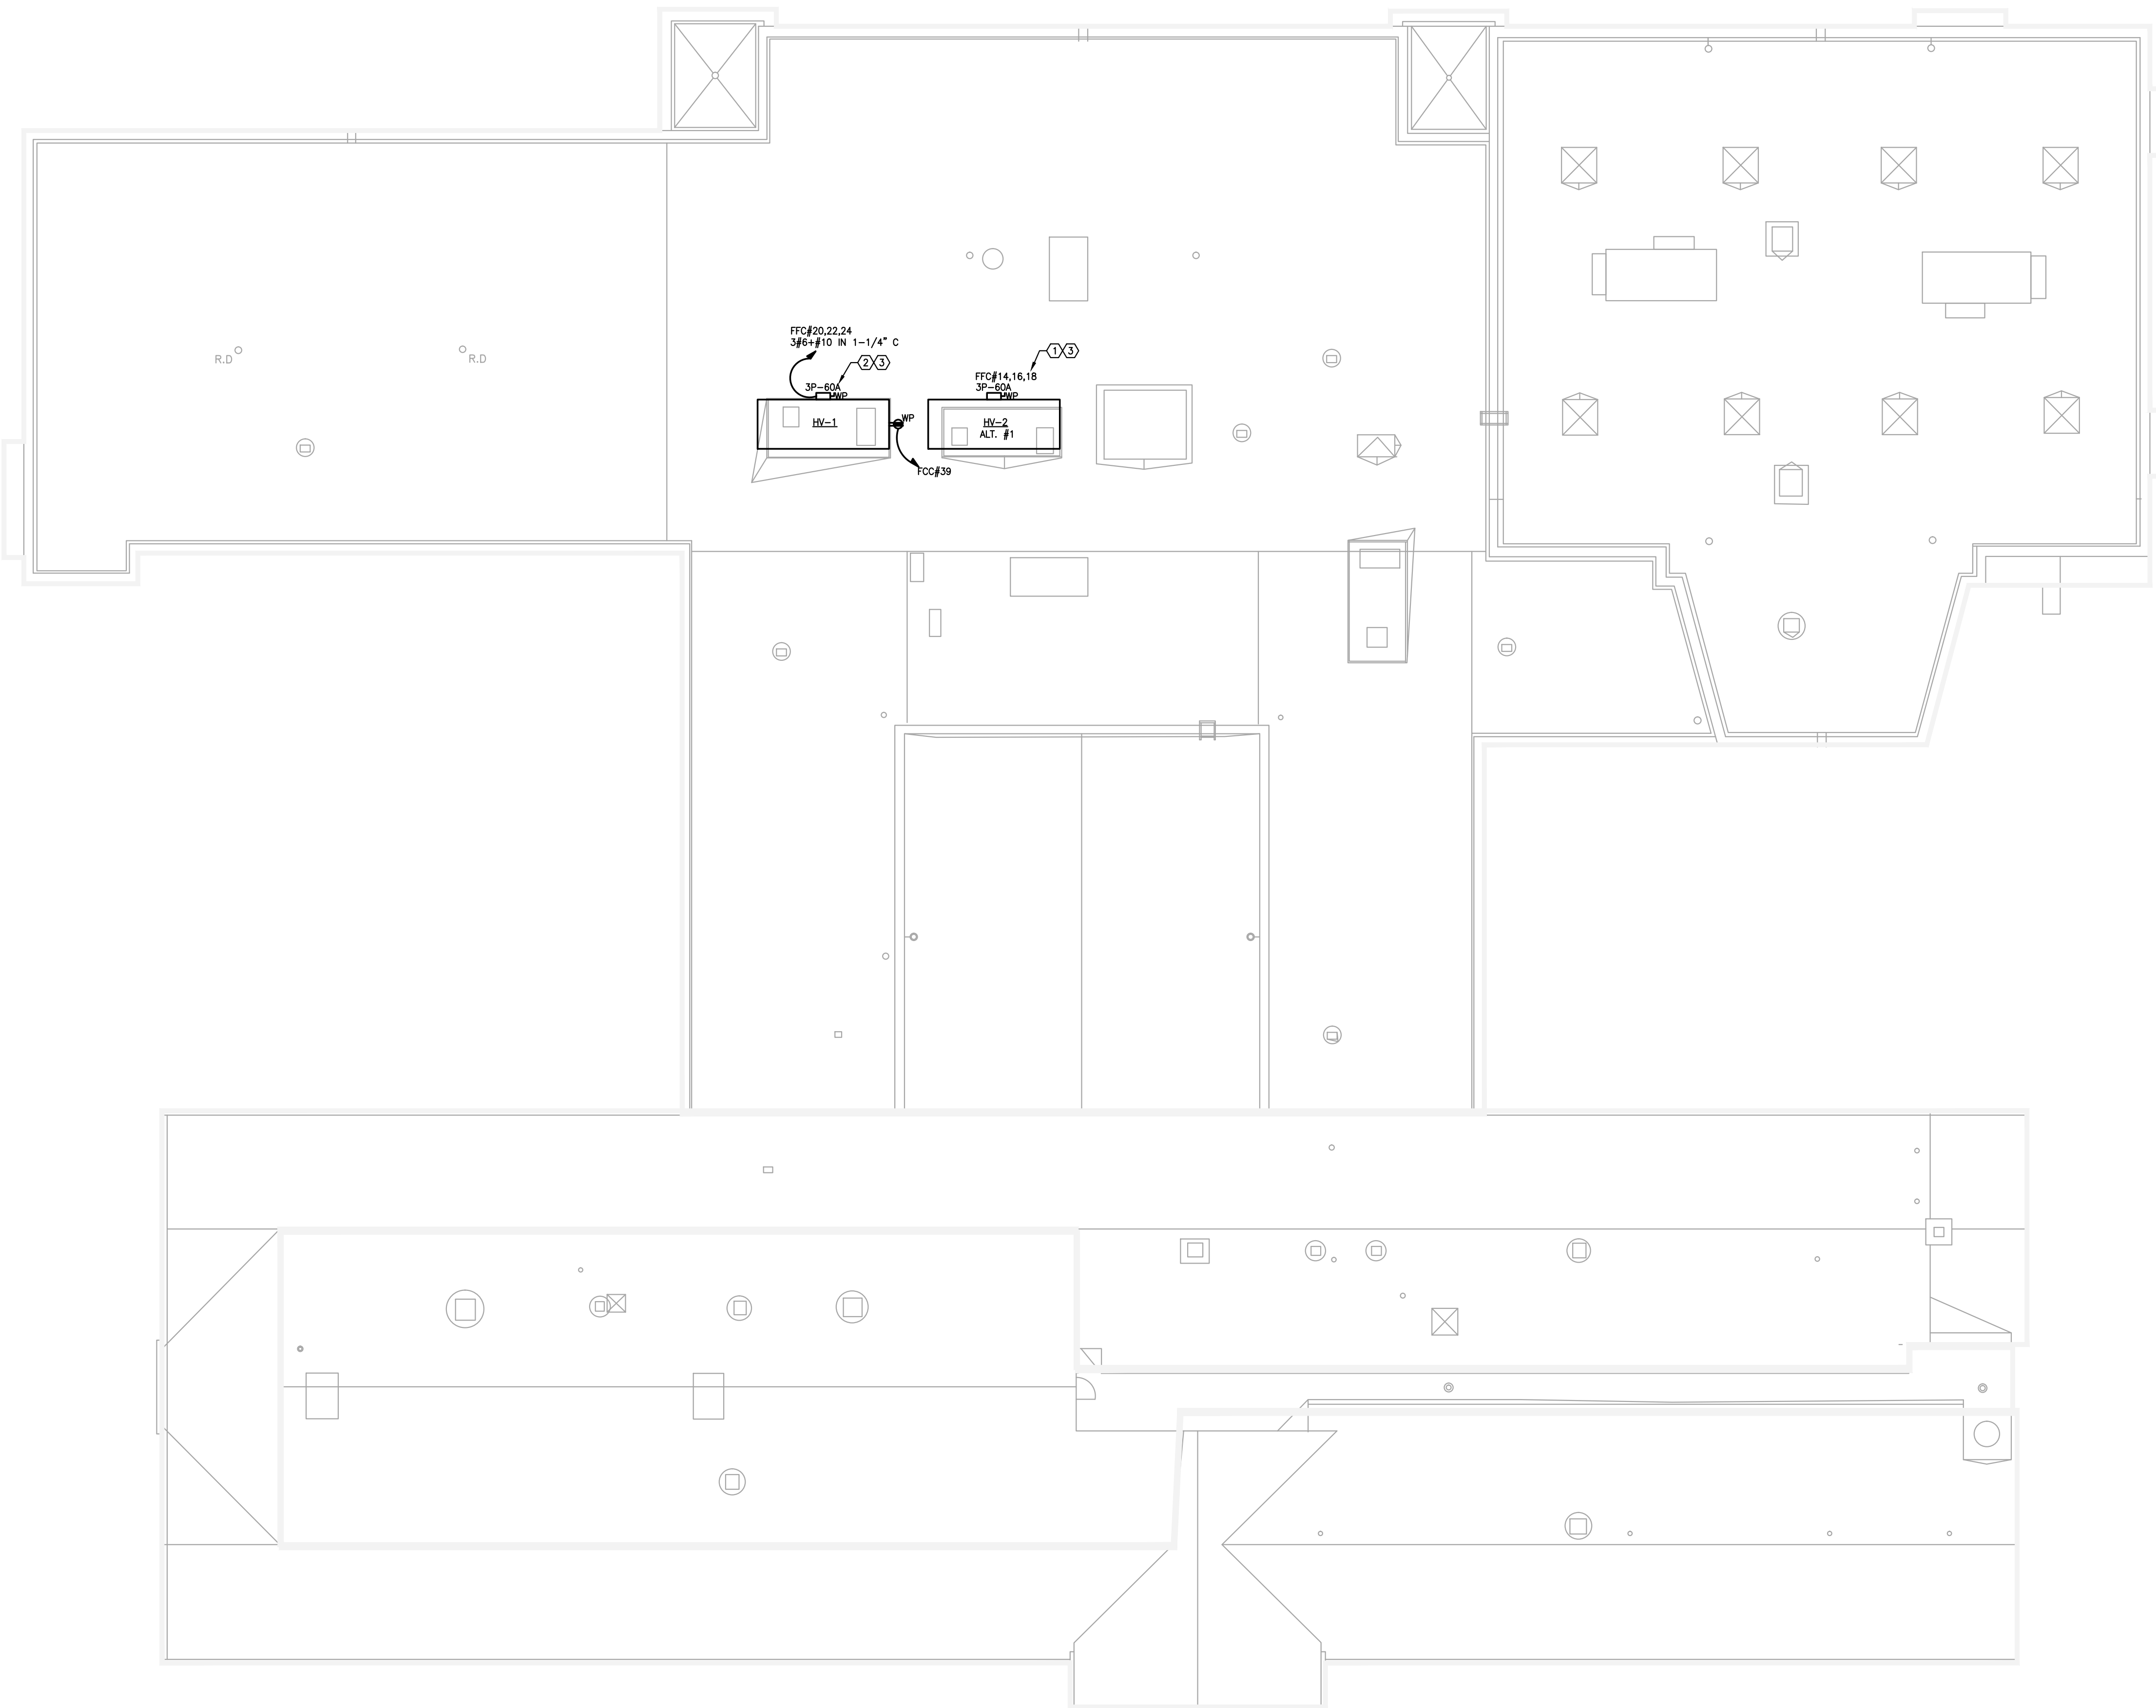 FFC#20,22,24
3#6+#10 IN 1-1/4" C
2 3
3P-60A
WP
HV-1
WP
FCC#39
1 3
FFC#14,16,18
3P-60A
WP
HV-2
ALT. #1
R.D
R.D